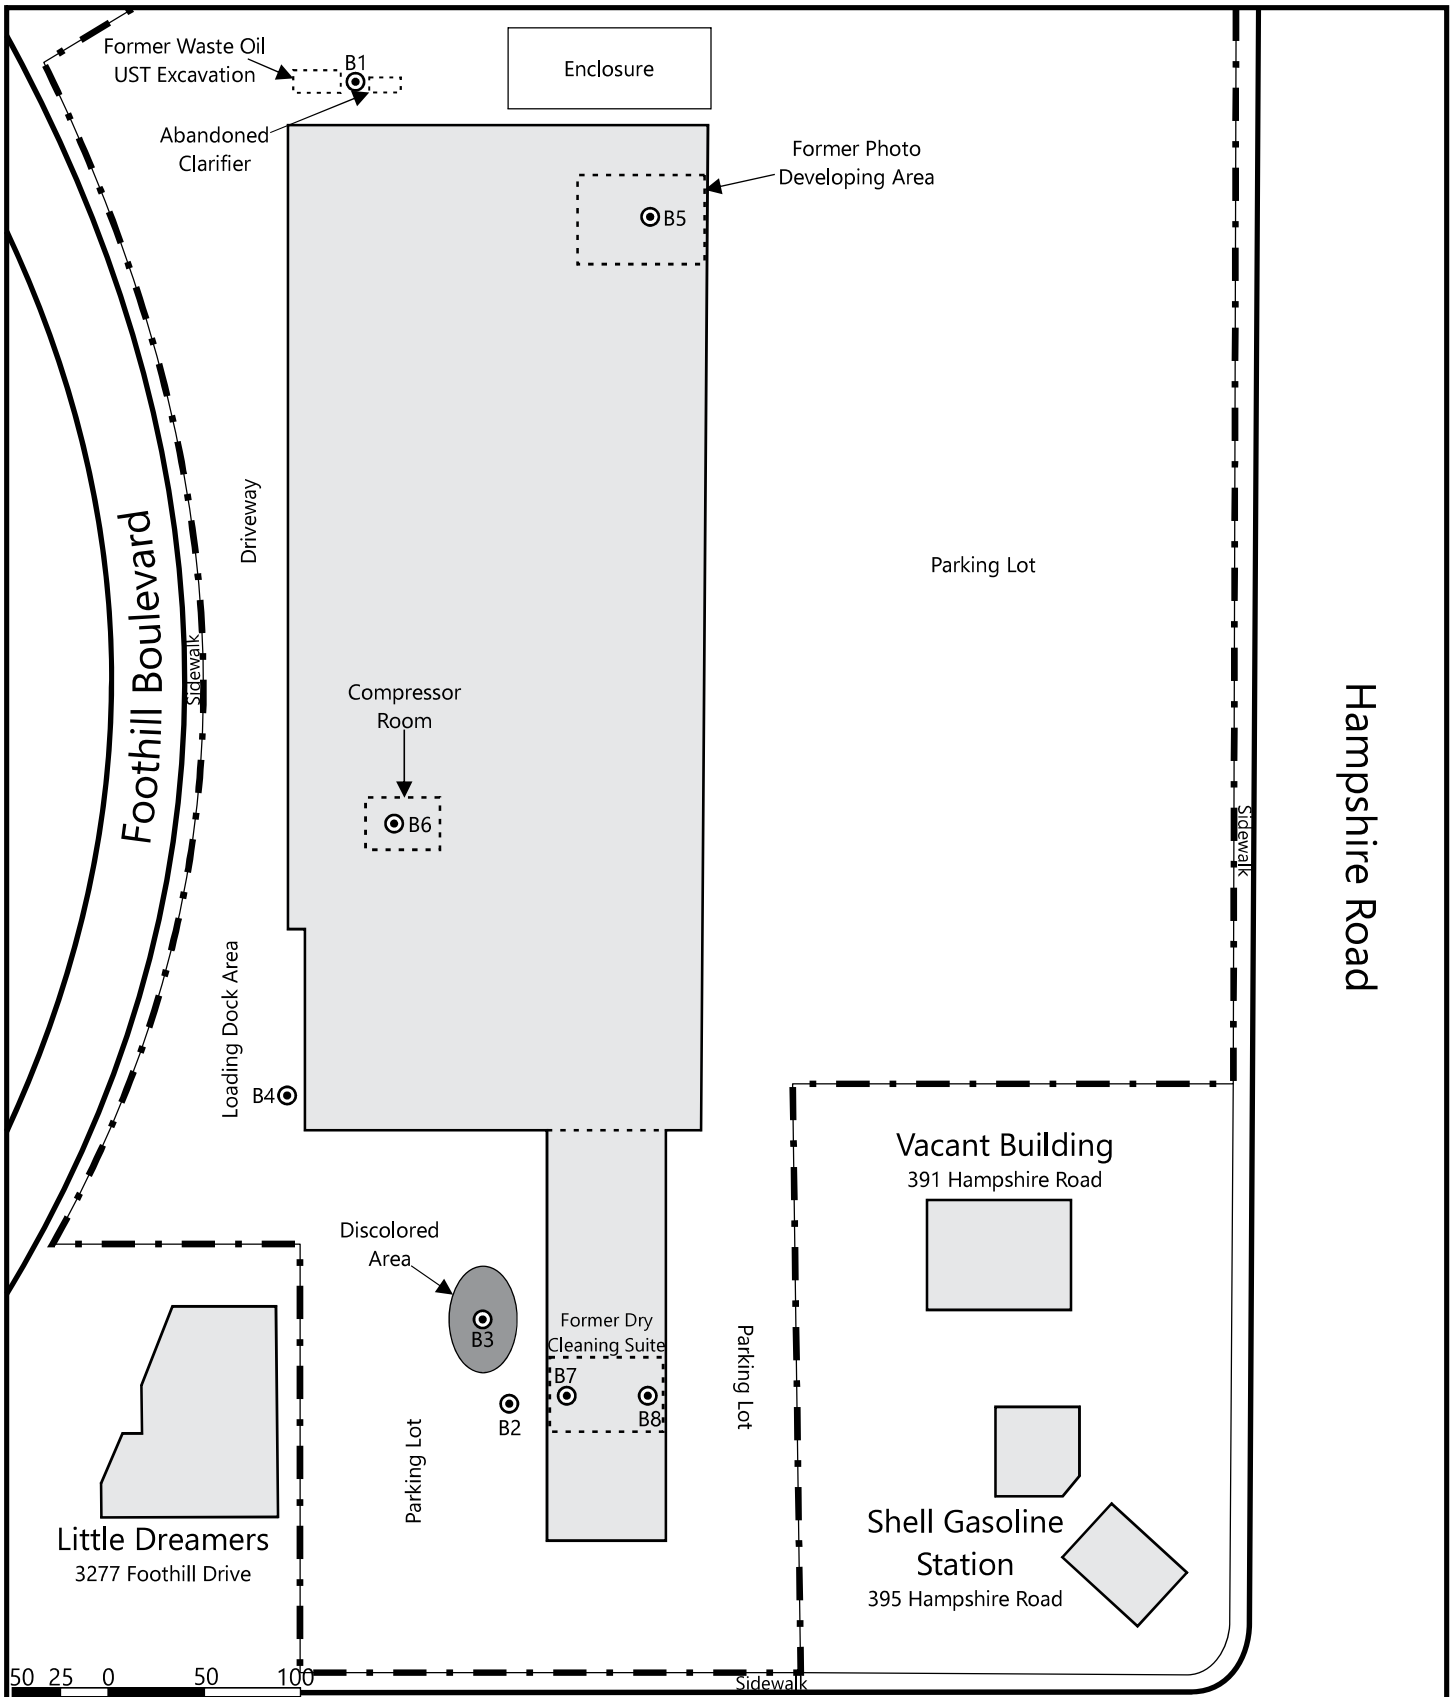 Former Waste Oil
UST Excavation
B1
Enclosure
Abandoned
Clarifier
Former Photo
Developing Area
B5
Driveway
Parking Lot
Foothill Boulevard
Sidewalk
Compressor
Room
B6
Hampshire Road
Sidewalk
Loading Dock Area
B4
Vacant Building
391 Hampshire Road
Discolored
Area
B3
Former Dry
Cleaning Suite
B7
B8
B2
Parking Lot
Parking Lot
Little Dreamers
3277 Foothill Drive
Shell Gasoline
Station
395 Hampshire Road
50 25 0 50 100
Sidewalk